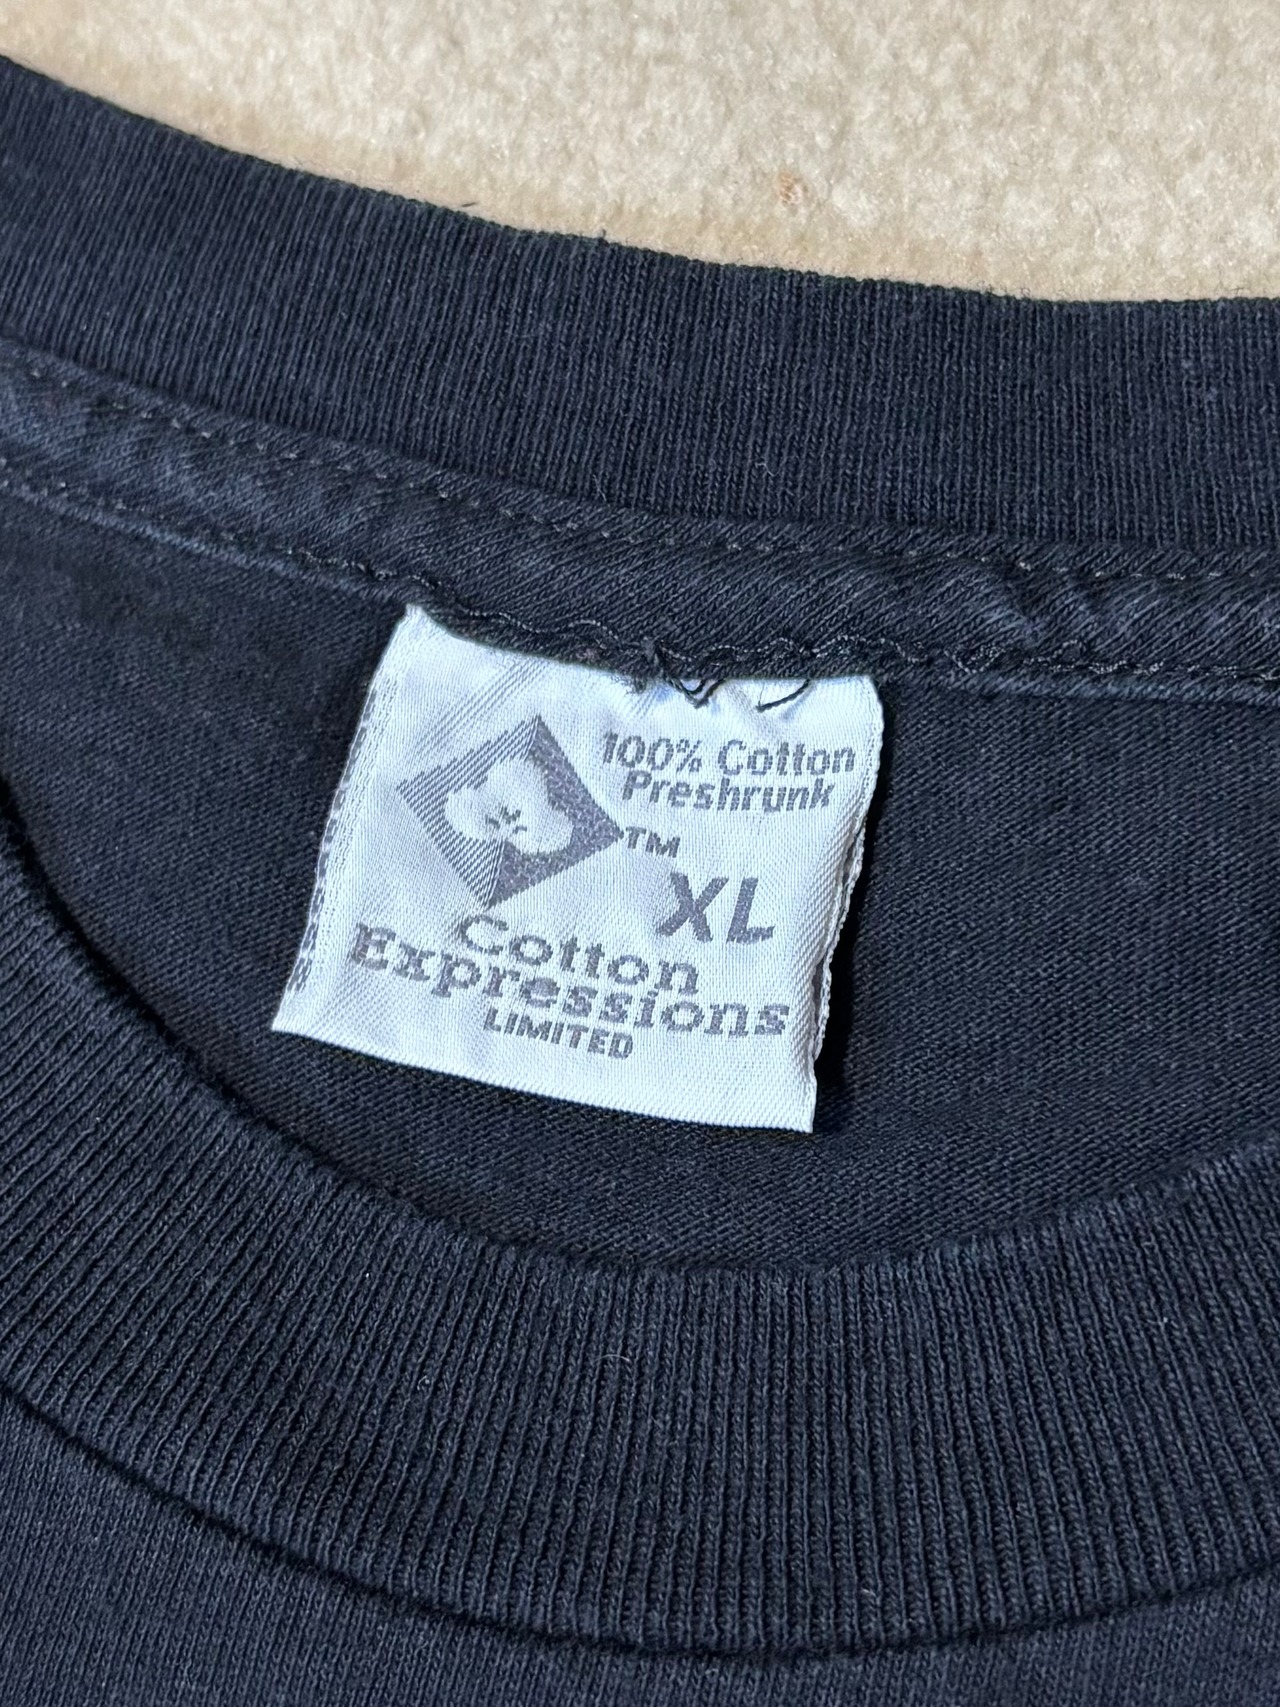 100% Cotton
Preshrunk
TM
XL
Cotton
Expressions
LIMITED